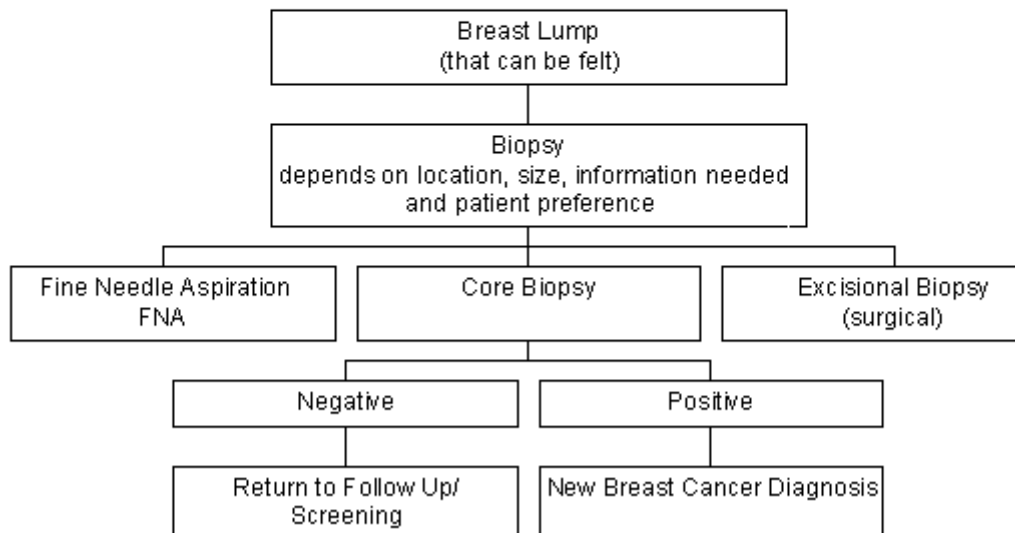 Breast Lump
(that can be felt)
Biopsy
depends on location, size, information needed
and patient preference
Fine Needle Aspiration
FNA
Core Biopsy
Excisional Biopsy
(surgical)
Negative
Positive
Return to Follow Up/
Screening
New Breast Cancer Diagnosis